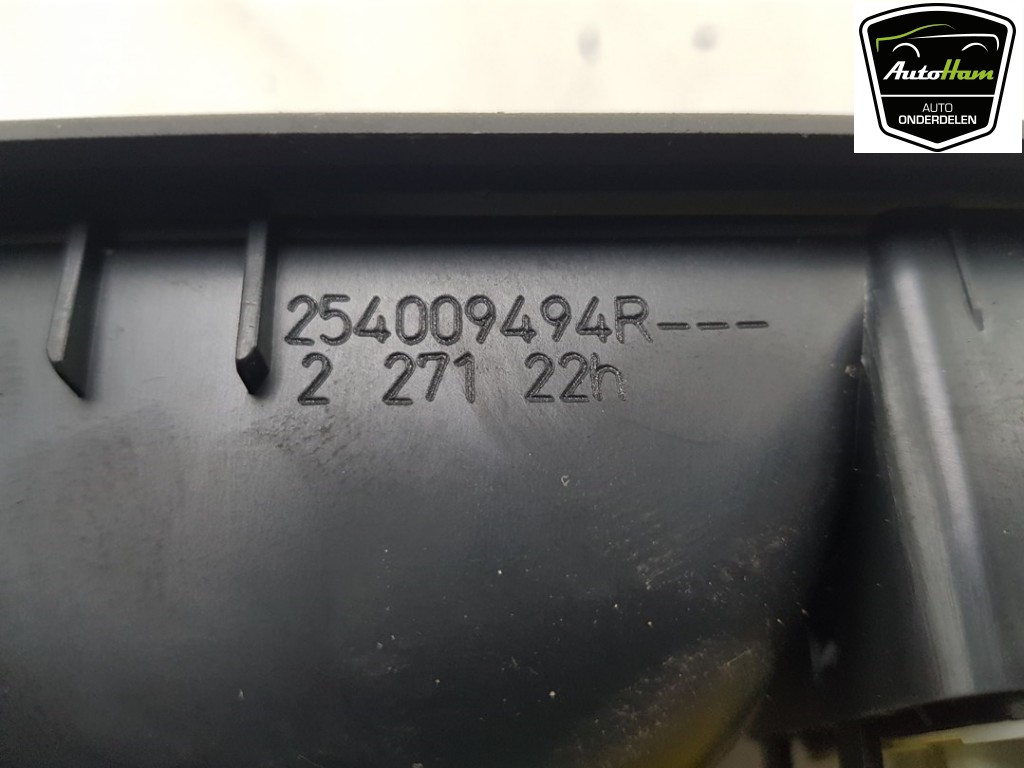 AutoHam
AUTO
ONDERDELEN
254009494R---
2 271 22h